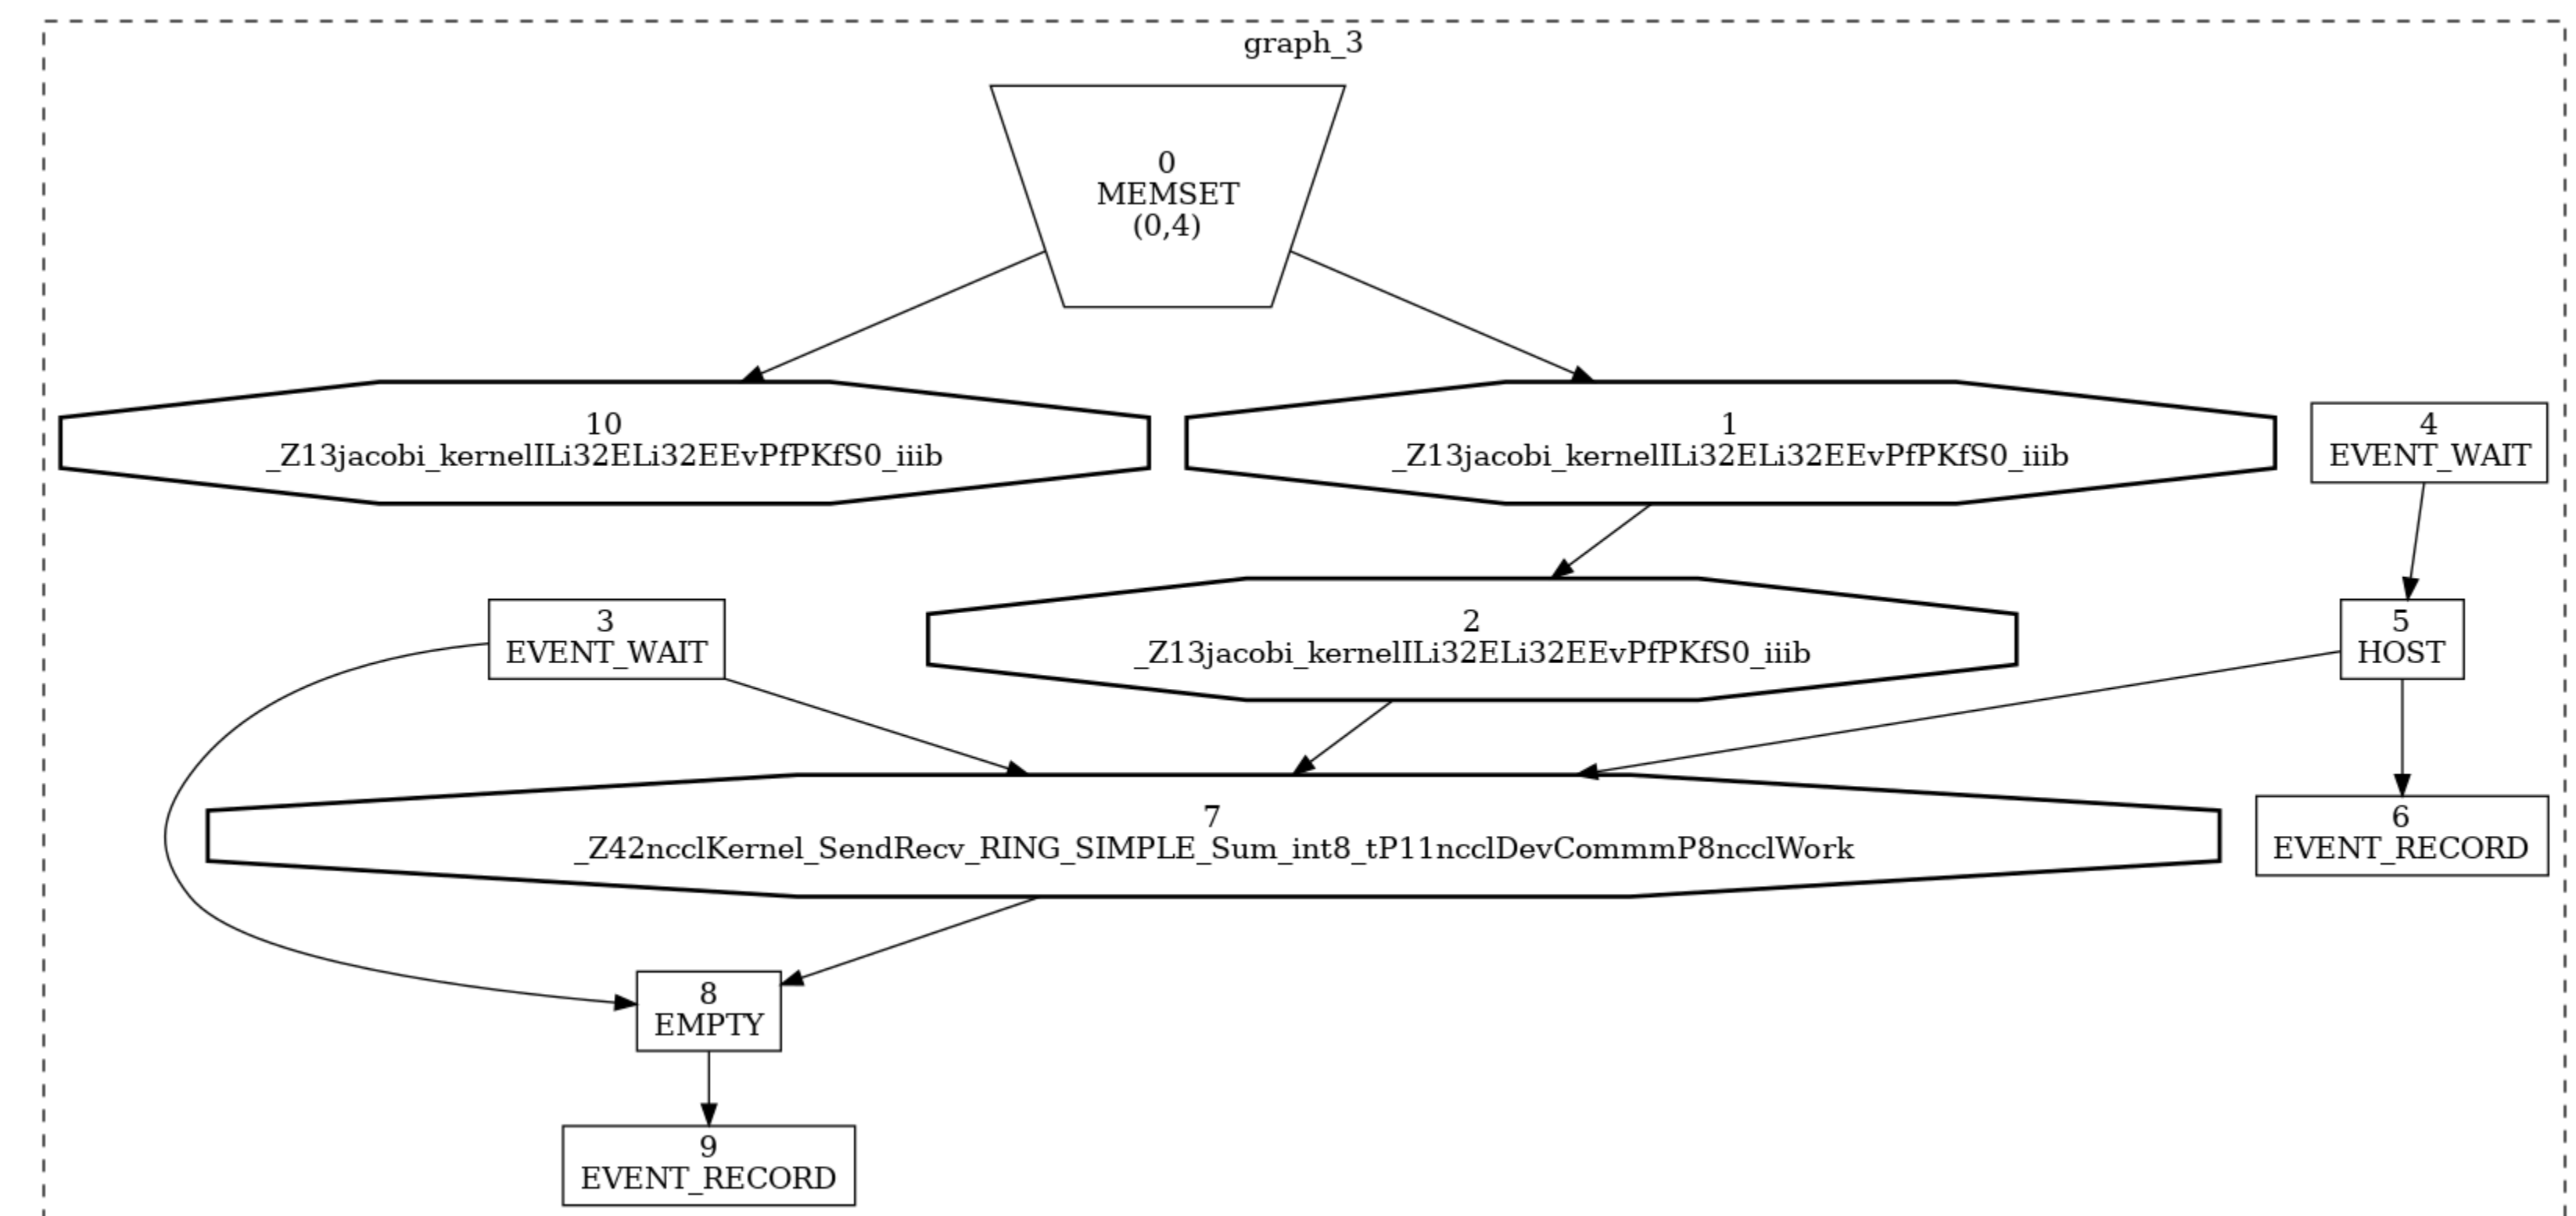 graph_3
0
MEMSET
(0,4)
10
_Z13jacobi_kernelILi32ELi32EEvPfPKfS0_iiib
1
_Z13jacobi_kernelILi32ELi32EEvPfPKfS0_iiib
4
EVENT_WAIT
3
EVENT_WAIT
2
_Z13jacobi_kernelILi32ELi32EEvPfPKfS0_iiib
5
HOST
7
_Z42ncclKernel_SendRecv_RING_SIMPLE_Sum_int8_tP11ncclDevCommmP8ncclWork
6
EVENT_RECORD
8
EMPTY
9
EVENT_RECORD